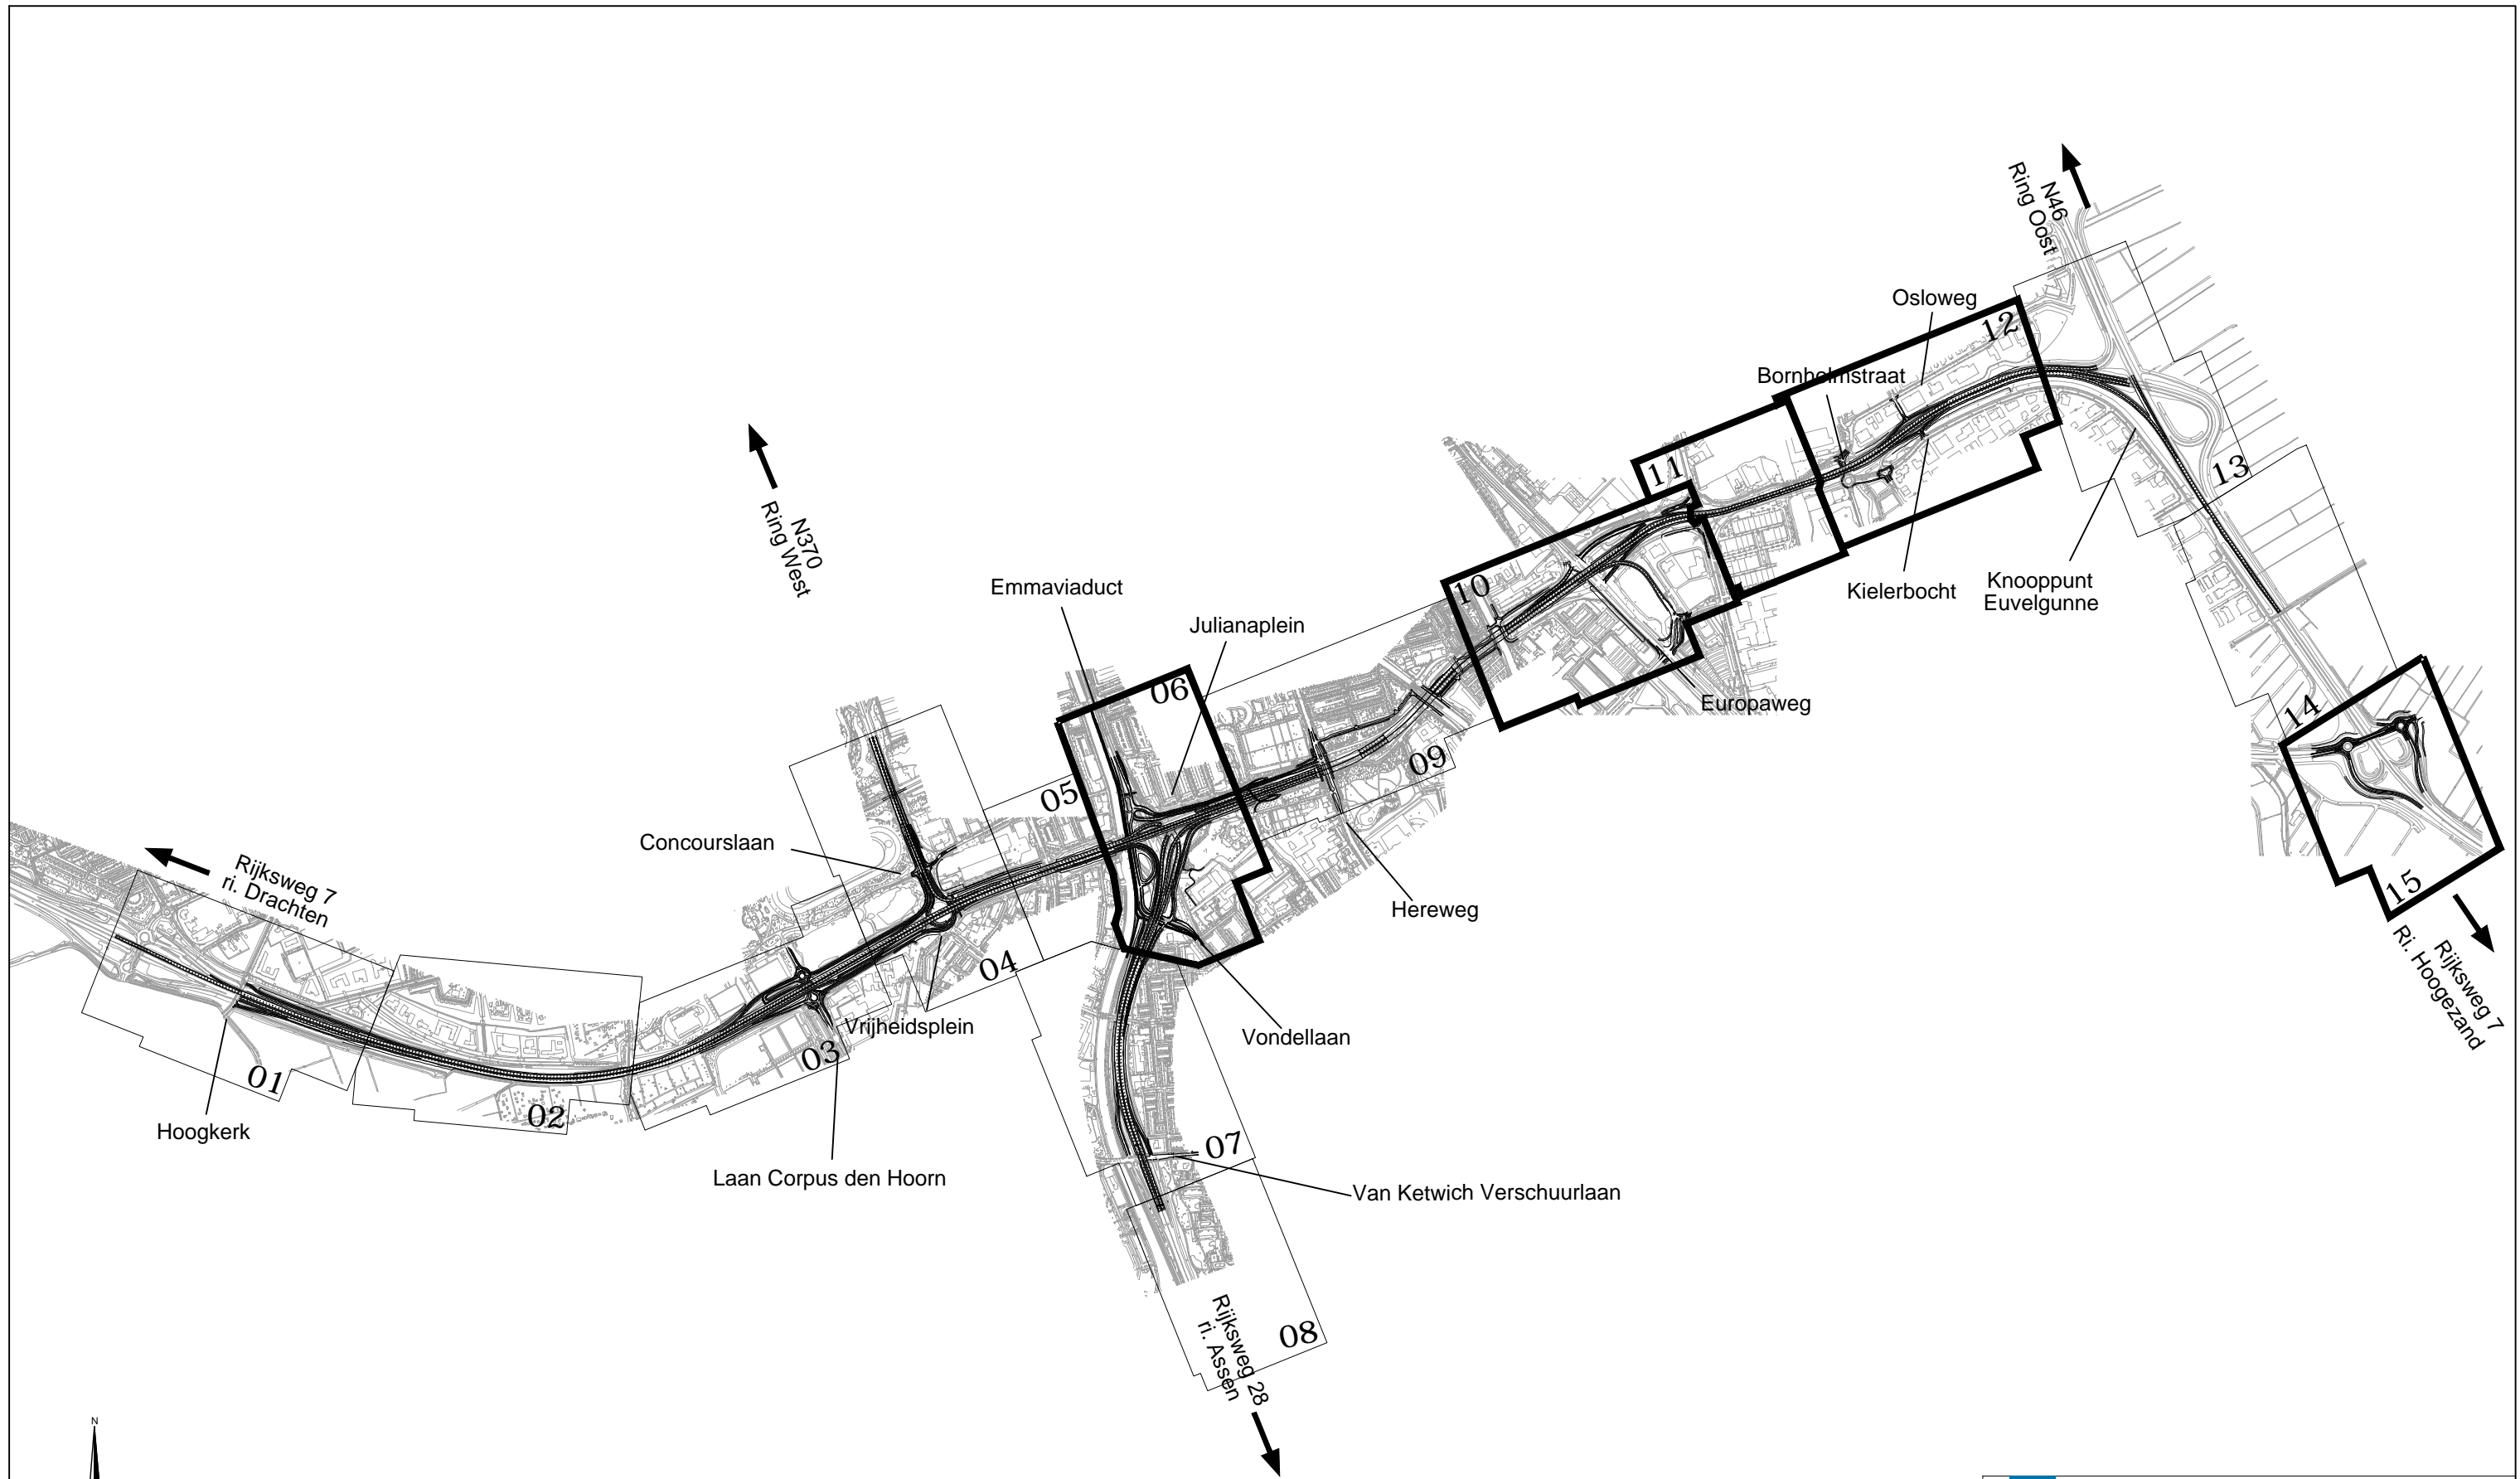 N46
Ring Oost
Osloweg
12
Bornholmstraat
11
13
N370
Ring West
10
Emmaviaduct
Julianaplein
Kielerbocht
Knooppunt
Euvelgunne
06
Europaweg
14
05
09
Concourslaan
15
Rijksweg 7
ri. Drachten
Hereweg
04
Rijksweg 7
Ri. Hoogezand
Vrijheidsplein
Vondellaan
03
01
02
Hoogkerk
07
Laan Corpus den Hoorn
Van Ketwich Verschuurlaan
08
Rijksweg 28
ri. Assen
N